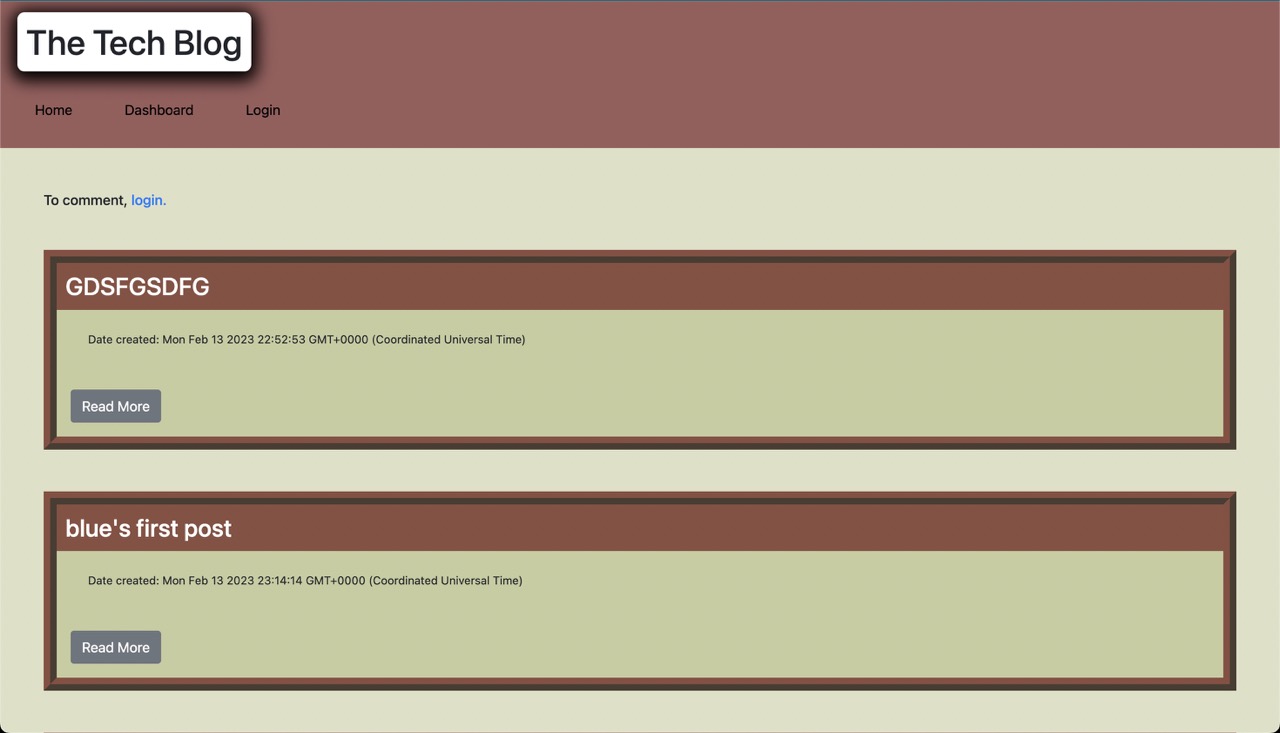 The Tech Blog
Home Dashboard Login
To comment, login.
GDSFGSDFG
Date created: Mon Feb 13 2023 22:52:53 GMT+0000 (Coordinated Universal Time)
Read More
blue's first post
Date created: Mon Feb 13 2023 23:14:14 GMT+0000 (Coordinated Universal Time)
Read More